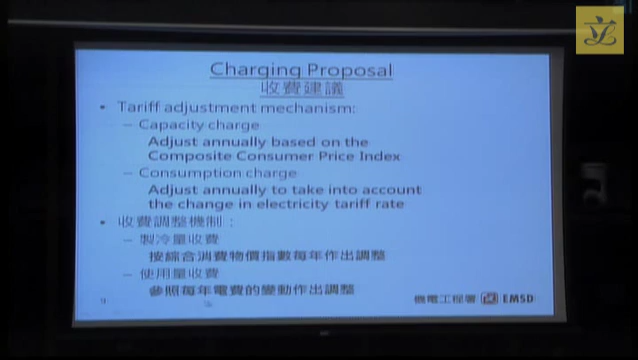 Charging Proposal
收費建議
• Tariff adjustment mechanism:
– Capacity charge
Adjust annually based on the
Composite Consumer Price Index
– Consumption charge
Adjust annually to take into account
the change in electricity tariff rate
• 收費調整機制：
– 製冷量收費
按綜合消費物價指數每年作出調整
– 使用量收費
參照每年電費的變動作出調整
機電工程署 EMSD